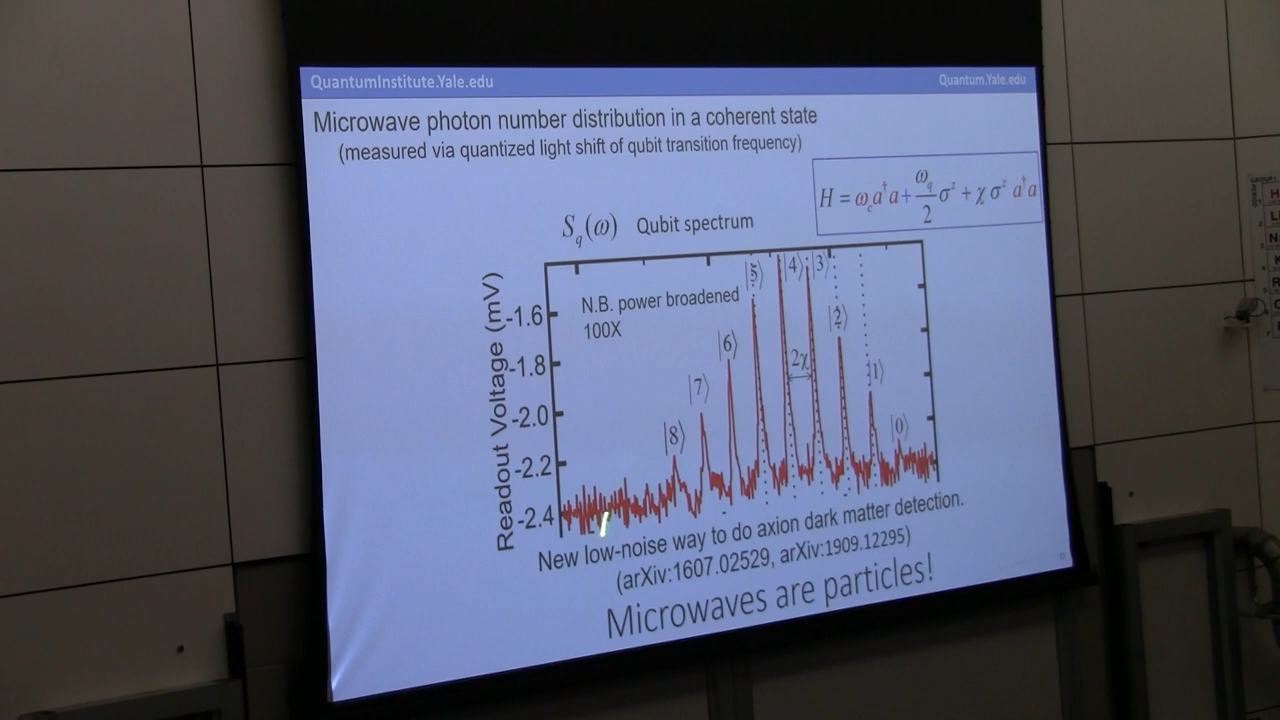 QuantumInstitute.Yale.edu
Quantum.Yale.edu
Microwave photon number distribution in a coherent state
(measured via quantized light shift of qubit transition frequency)
H = ω_c a†a + ω_q/2 σ^z + χ σ^z a†a
S_q(ω) Qubit spectrum
Readout Voltage (mV)
-1.6
-1.8
-2.0
-2.2
-2.4
N.B. power broadened
100X
|8⟩
|7⟩
|6⟩
|5⟩
|4⟩
|3⟩
|2⟩
|1⟩
|0⟩
2χ
New low-noise way to do axion dark matter detection.
(arXiv:1607.02529, arXiv:1909.12295)
Microwaves are particles!